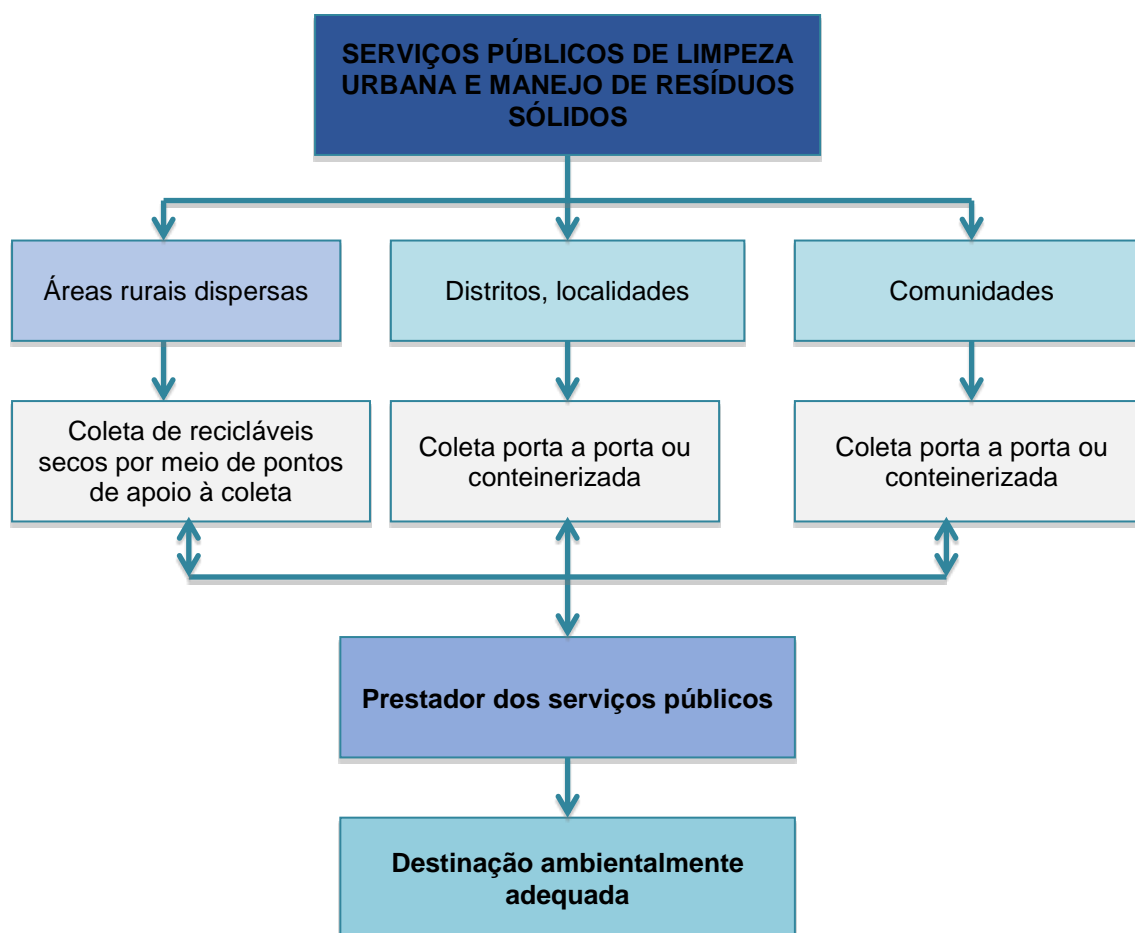 SERVIÇOS PÚBLICOS DE LIMPEZA
URBANA E MANEJO DE RESÍDUOS
SÓLIDOS
Áreas rurais dispersas
Distritos, localidades
Comunidades
Coleta de recicláveis
secos por meio de pontos
de apoio à coleta
Coleta porta a porta ou
conteinerizada
Coleta porta a porta ou
conteinerizada
Prestador dos serviços públicos
Destinação ambientalmente
adequada